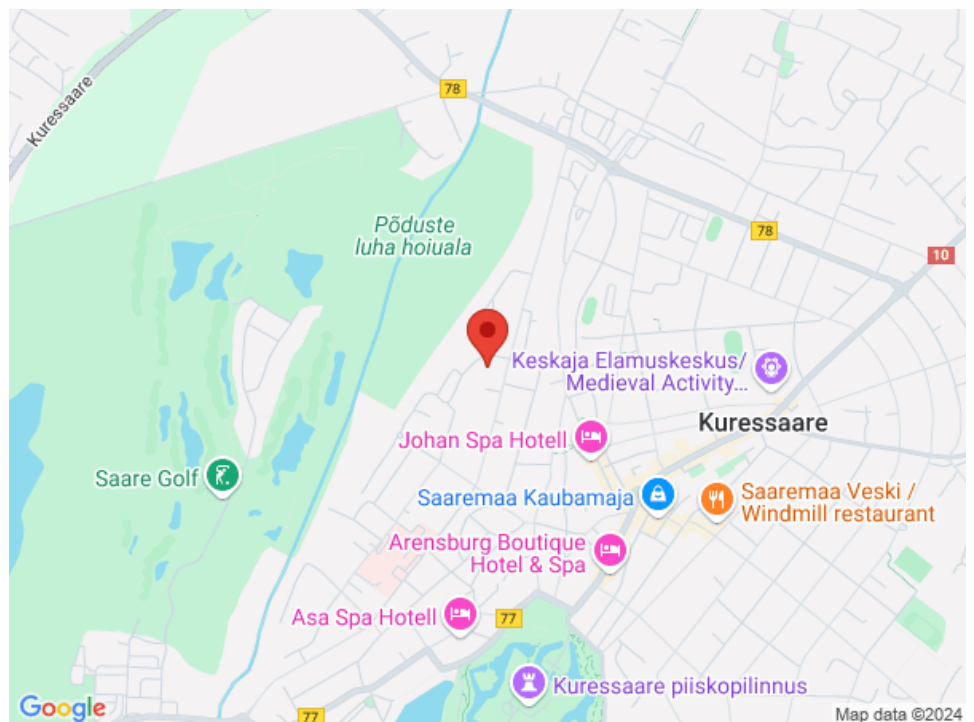 78
Kuressaare
Põduste
luha hoiuala
78
10
Keskaja Elamuskeskus/
Medieval Activity...
Kuressaare
Johan Spa Hotell
Saare Golf
Saaremaa Kaubamaja
Saaremaa Veski /
Windmill restaurant
Arensburg Boutique
Hotel & Spa
Asa Spa Hotell
77
Kuressaare piiskopilinnus
Google
77
Map data ©2024